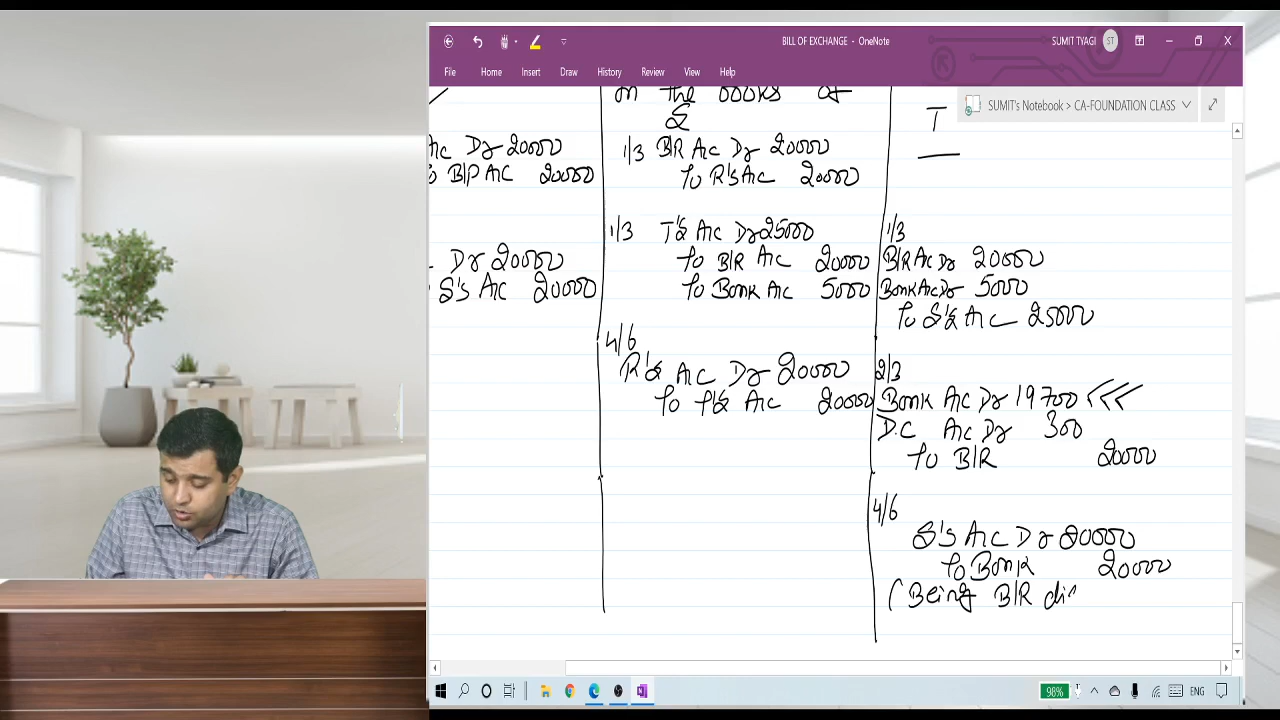 BILL OF EXCHANGE - OneNote
SUMIT TYAGI ST
File Home Insert Draw History Review View Help
SUMIT's Notebook > CA-FOUNDATION CLASS
A/c Dr 20000
To B/P A/c 20000
Dr 20000
S's A/c 20000
In the books of
S
1/3 B/R A/c Dr 20000
To R's A/c 20000
1/3 T's A/c Dr 25000
To B/R A/c 20000
To Bank A/c 5000
4/6
R's A/c Dr 20000
To T's A/c 20000
T
1/3
B/R A/c Dr 20000
Bank A/c Dr 5000
To S's A/c 25000
2/3
Bank A/c Dr 19700 <<<
D.C A/c Dr 300
To B/R 20000
4/6
S's A/c Dr 20000
To Bank 20000
( Being B/R dis
98%
ENG